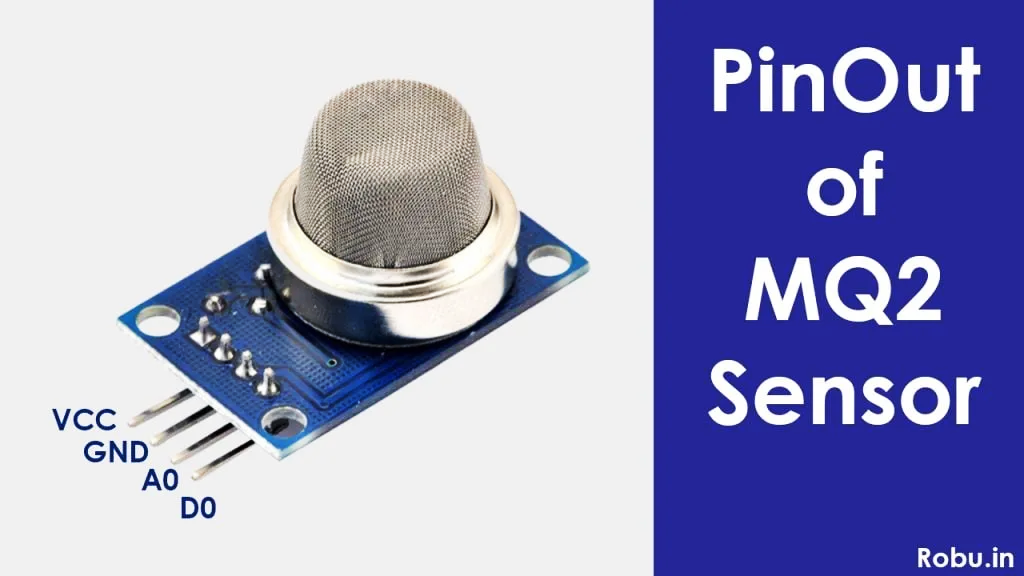 PinOut
of
MQ2
Sensor
VCC
GND
A0
D0
Robu.in